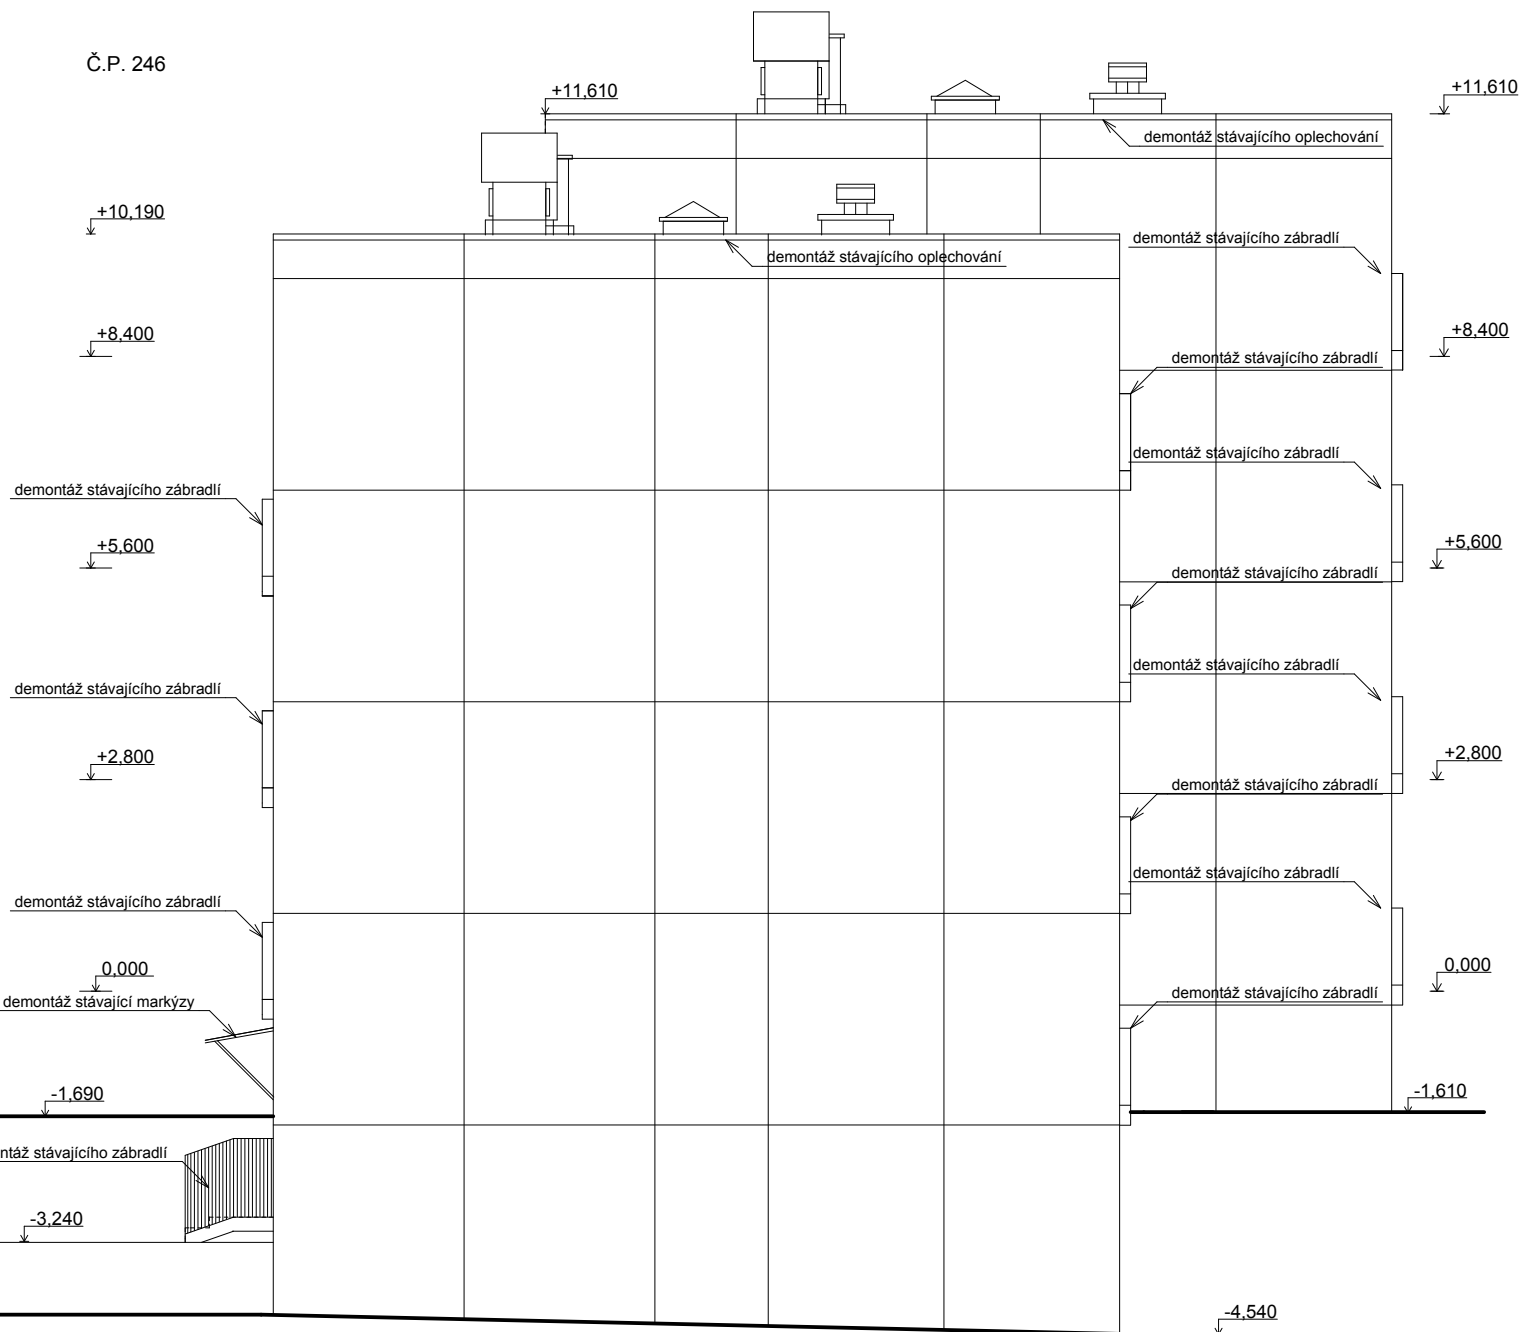 Č.P. 246
+11,610
+11,610
demontáž stávajícího oplechování
+10,190
demontáž stávajícího zábradlí
demontáž stávajícího oplechování
+8,400
+8,400
demontáž stávajícího zábradlí
demontáž stávajícího zábradlí
demontáž stávajícího zábradlí
+5,600
+5,600
demontáž stávajícího zábradlí
demontáž stávajícího zábradlí
demontáž stávajícího zábradlí
+2,800
+2,800
demontáž stávajícího zábradlí
demontáž stávajícího zábradlí
demontáž stávajícího zábradlí
0,000
0,000
demontáž stávající markýzy
demontáž stávajícího zábradlí
-1,690
-1,610
ntáž stávajícího zábradlí
-3,240
-4,540